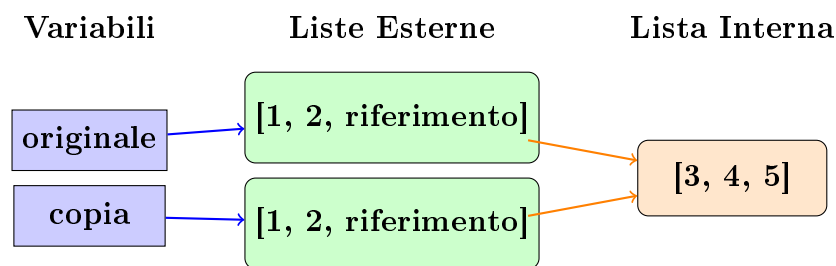 Variabili
Liste Esterne
Lista Interna
originale
[1, 2, riferimento]
copia
[1, 2, riferimento]
[3, 4, 5]